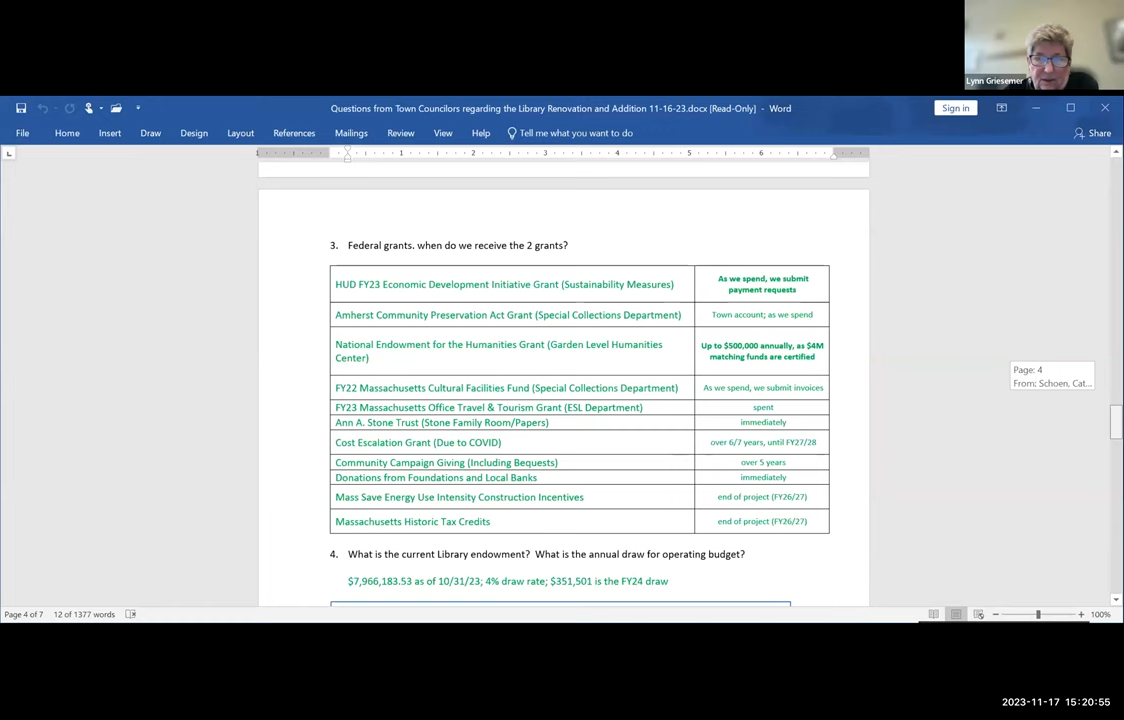 Lynn Griesemer
Questions from Town Councilors regarding the Library Renovation and Addition 11-16-23.docx [Read-Only] - Word
Sign in
File Home Insert Draw Design Layout References Mailings Review View Help Tell me what you want to do
Share
1 1 2 3 4 5 6
3. Federal grants. when do we receive the 2 grants?
HUD FY23 Economic Development Initiative Grant (Sustainability Measures)
As we spend, we submit
payment requests
Amherst Community Preservation Act Grant (Special Collections Department)
Town account; as we spend
National Endowment for the Humanities Grant (Garden Level Humanities
Center)
Up to $500,000 annually, as $4M
matching funds are certified
FY22 Massachusetts Cultural Facilities Fund (Special Collections Department)
As we spend, we submit invoices
FY23 Massachusetts Office Travel & Tourism Grant (ESL Department)
spent
Ann A. Stone Trust (Stone Family Room/Papers)
immediately
Cost Escalation Grant (Due to COVID)
over 6/7 years, until FY27/28
Community Campaign Giving (Including Bequests)
over 5 years
Donations from Foundations and Local Banks
immediately
Mass Save Energy Use Intensity Construction Incentives
end of project (FY26/27)
Massachusetts Historic Tax Credits
end of project (FY26/27)
Page: 4
From: Schoen, Cat...
4. What is the current Library endowment? What is the annual draw for operating budget?
$7,966,183.53 as of 10/31/23; 4% draw rate; $351,501 is the FY24 draw
Page 4 of 7 12 of 1377 words
100%
2023-11-17 15:20:55